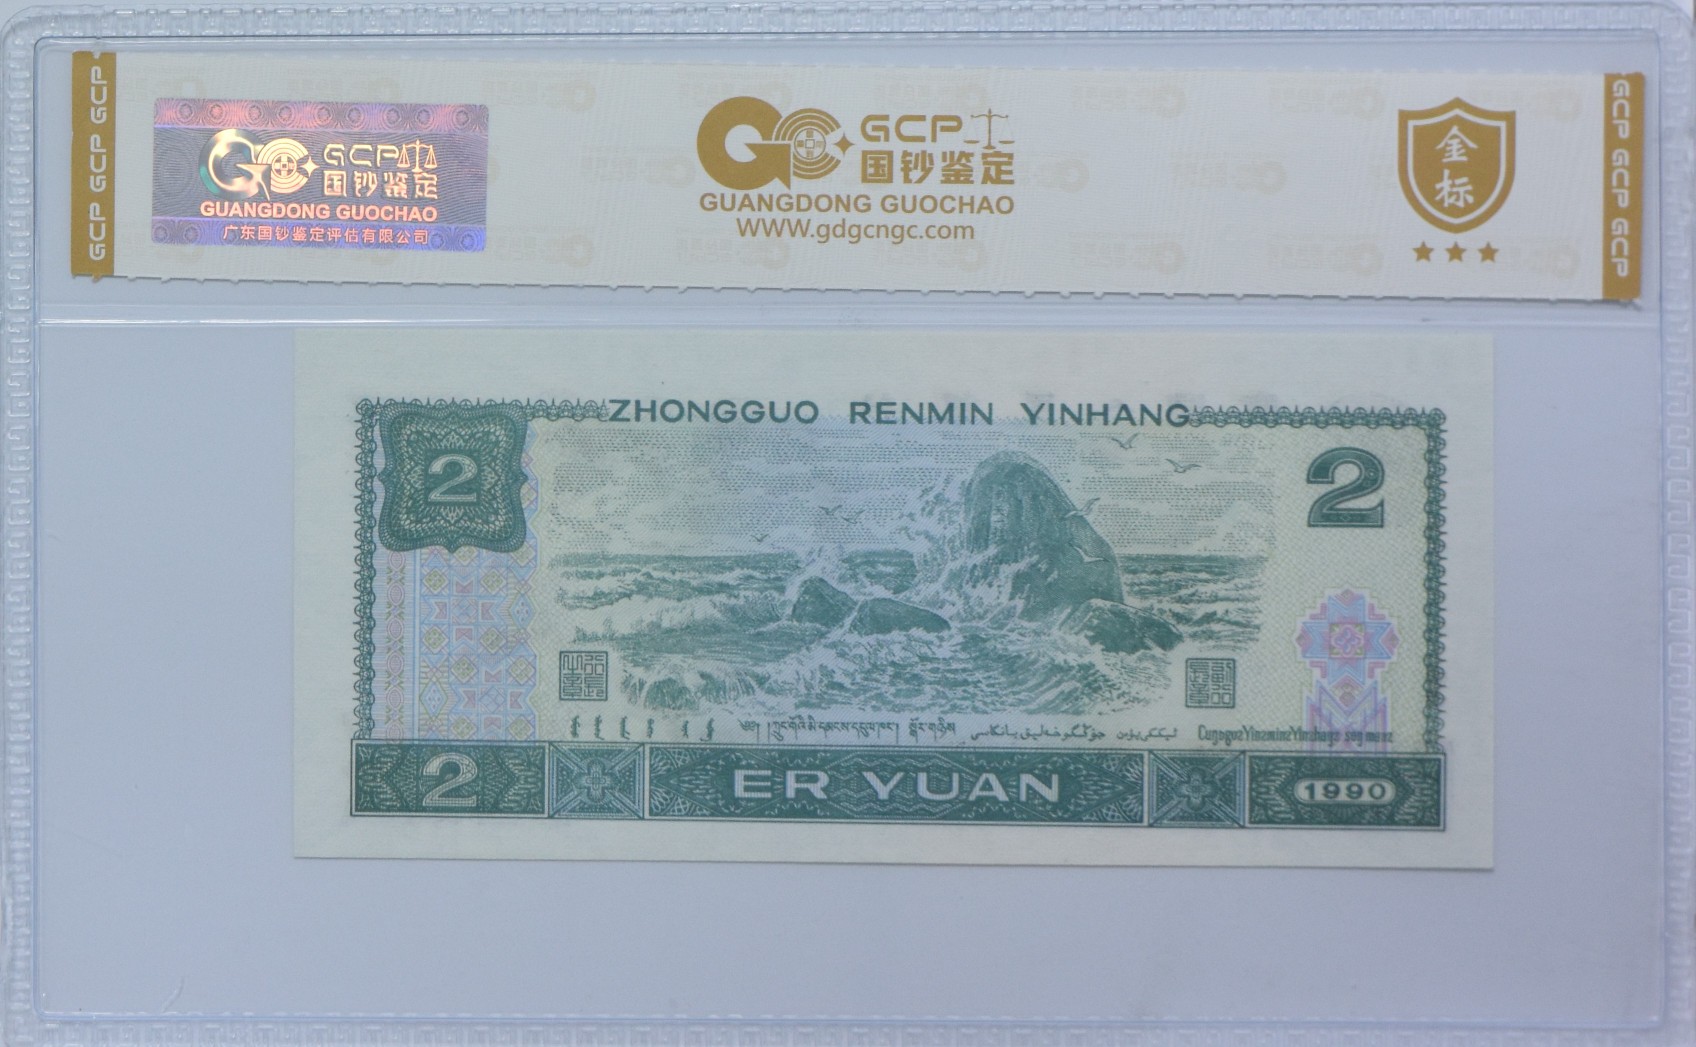 GCP GCP GCP
GCP
国钞鉴定
GUANGDONG GUOCHAO
广东国钞鉴定评估有限公司
GCP
国钞鉴定
GUANGDONG GUOCHAO
WWW.gdgcngc.com
金标
GCP GCP GCP
ZHONGGUO RENMIN YINHANG
2
2
2
ER YUAN
1990